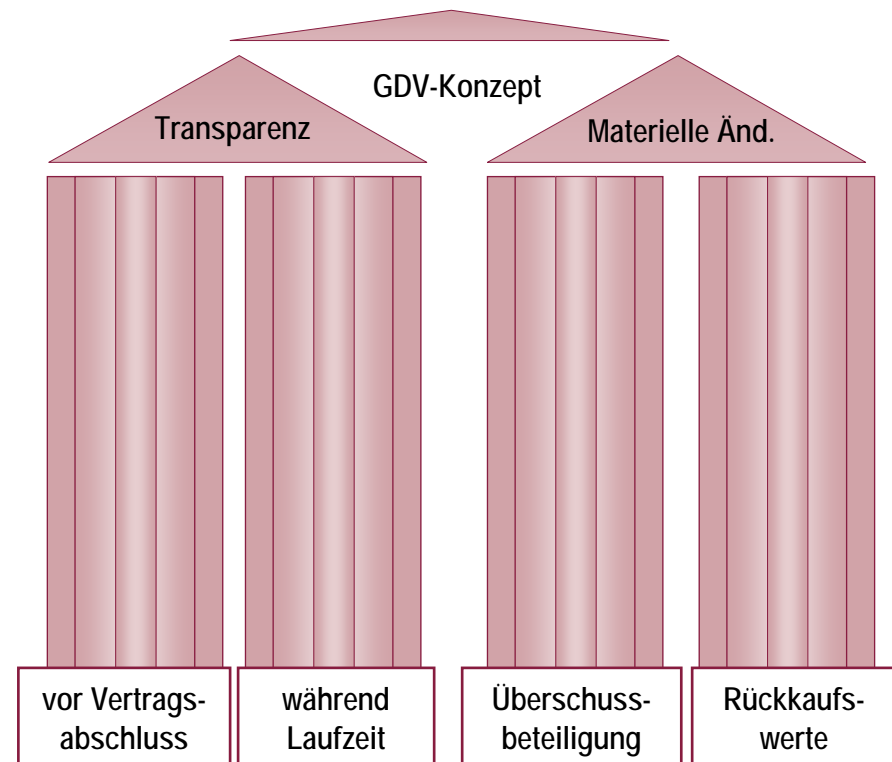 GDV-Konzept
Transparenz
Materielle Änd.
vor Vertrags-
abschluss
während
Laufzeit
Überschuss-
beteiligung
Rückkaufs-
werte